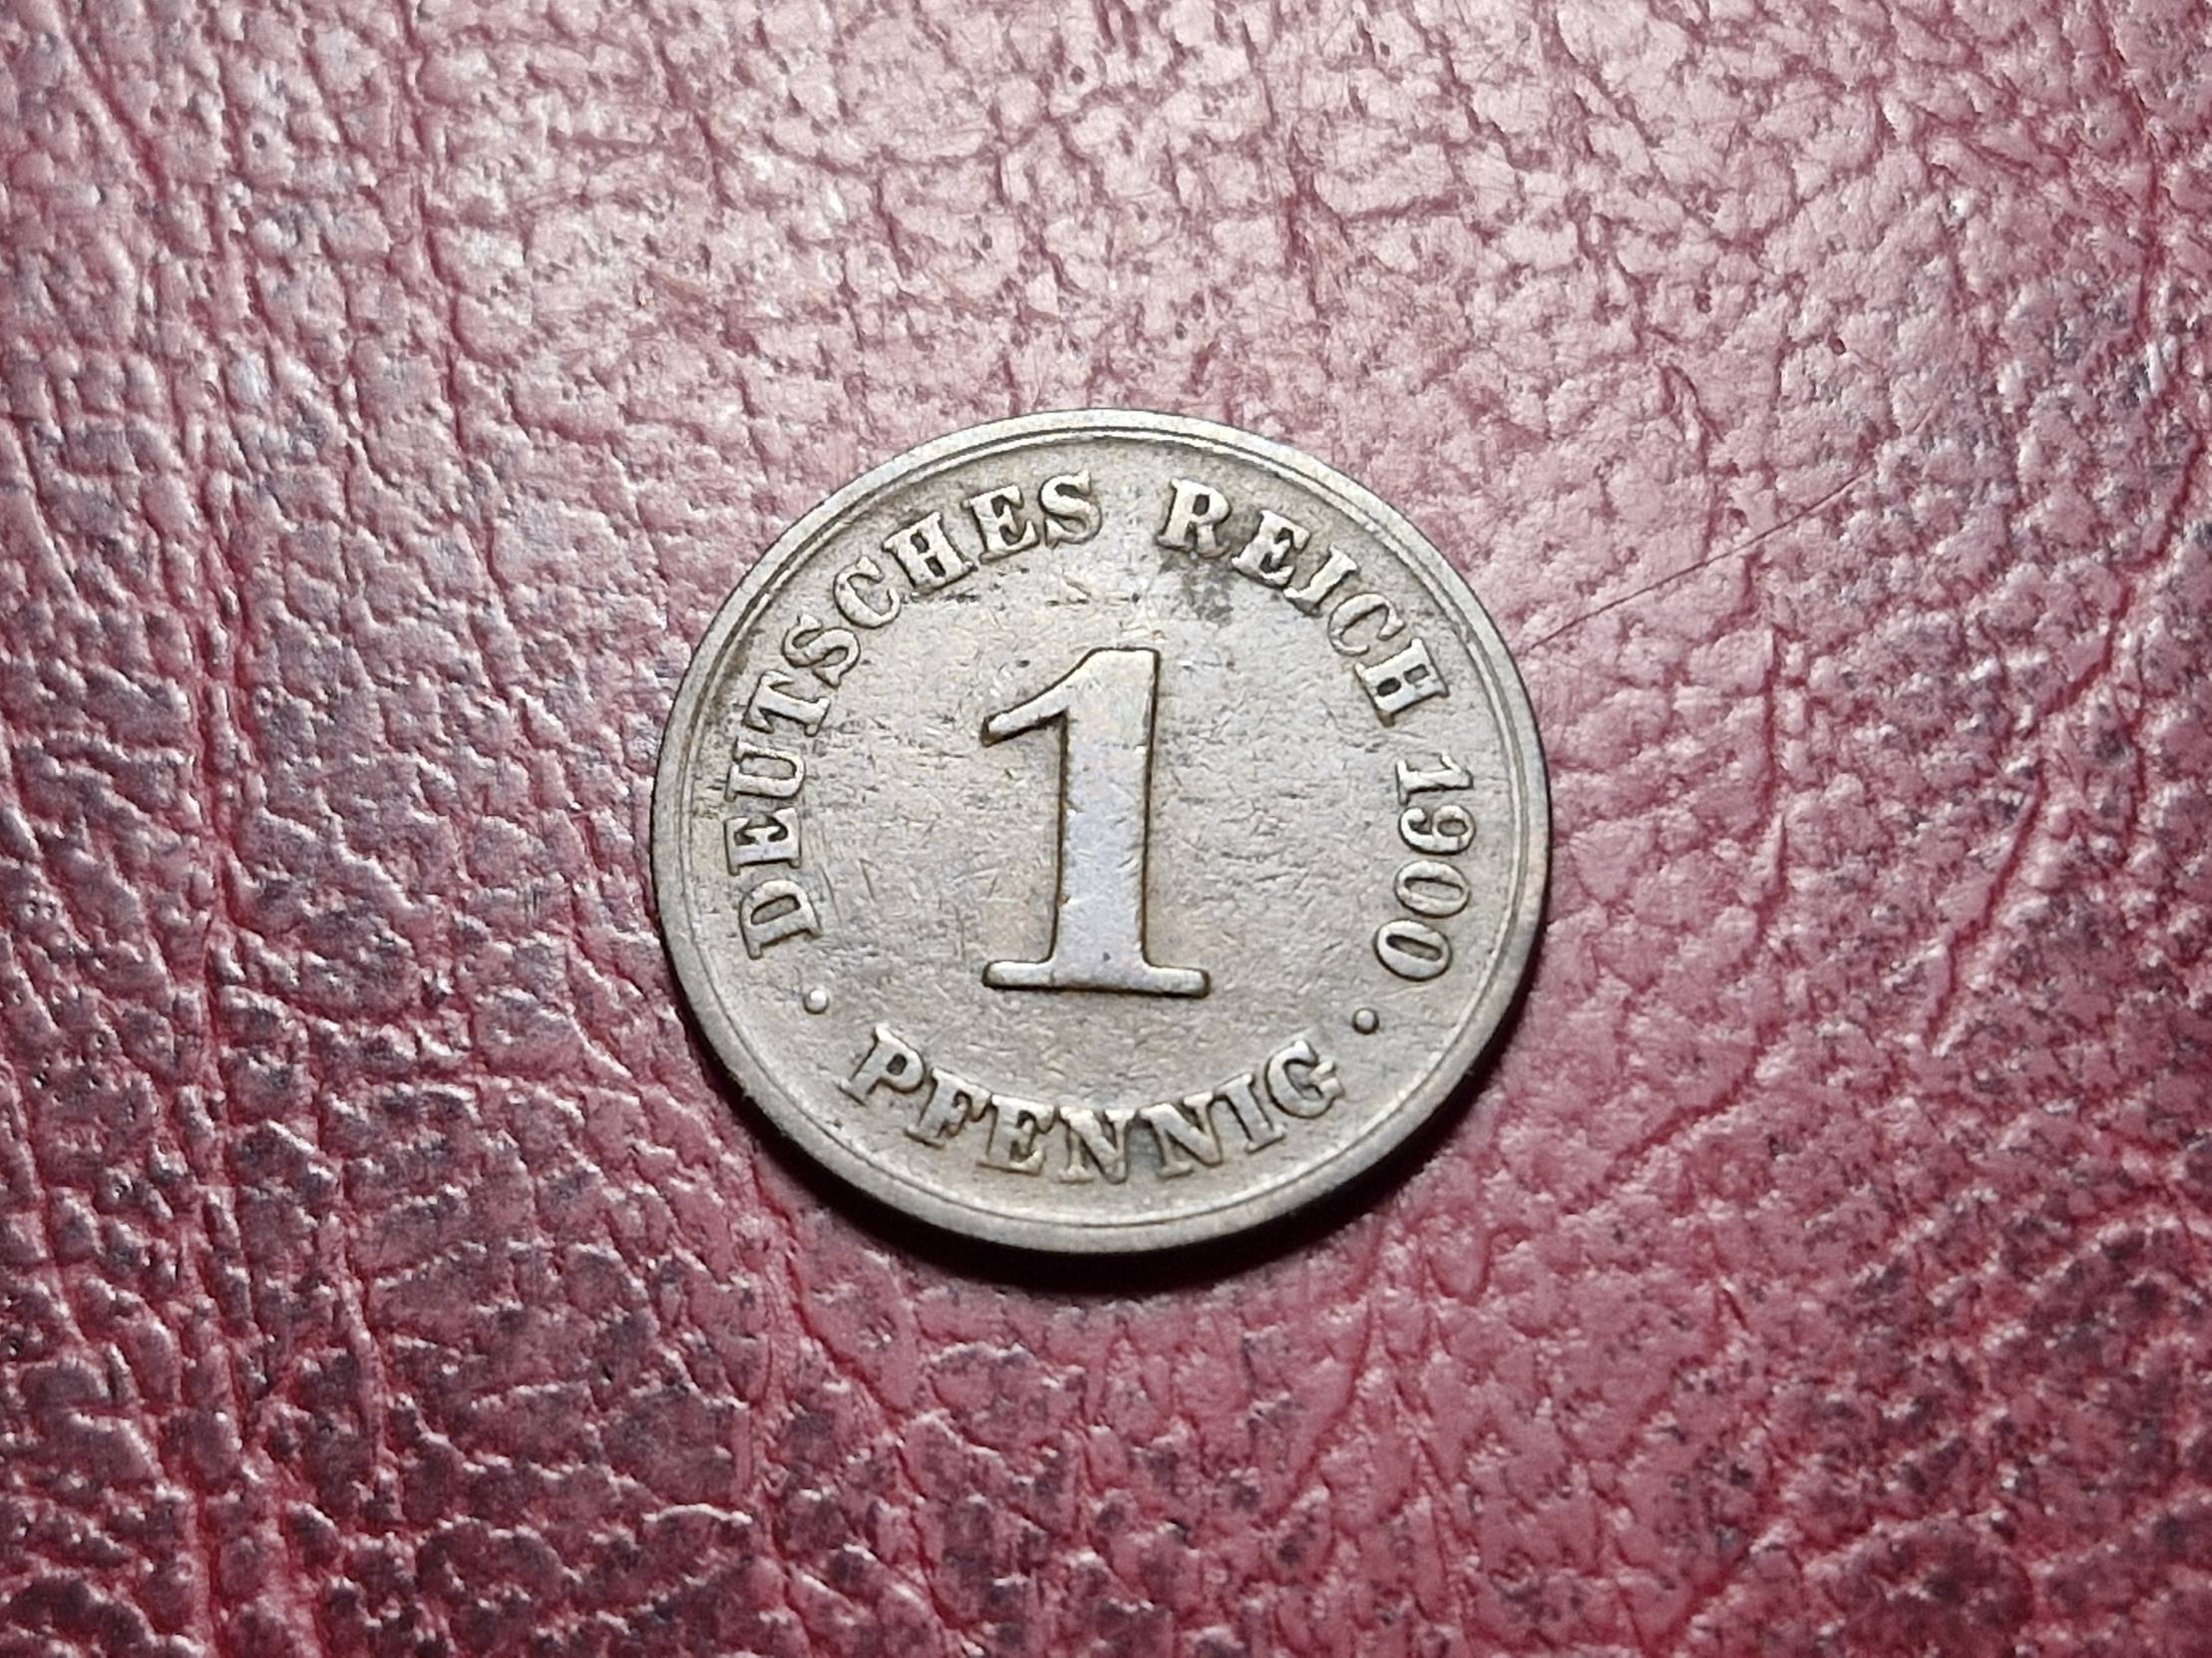 DEUTSCHES REICH 1900
1
· PFENNIG ·